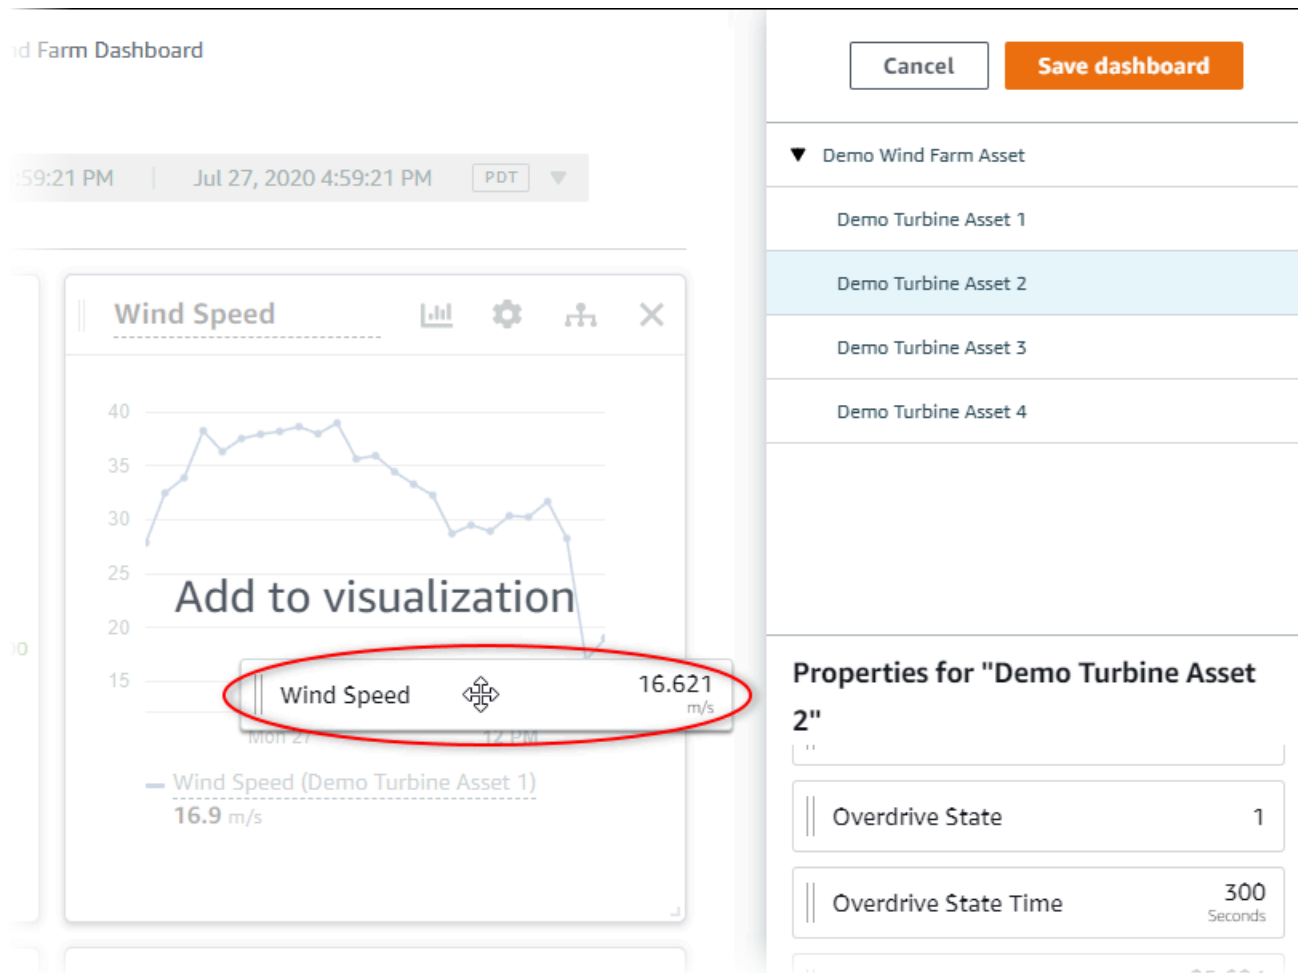 Farm Dashboard
Cancel
Save dashboard
59:21 PM
Jul 27, 2020 4:59:21 PM
PDT
Wind Speed
40
35
30
25
20
15
Add to visualization
Wind Speed
16.621
m/s
Mon 27
12 PM
Wind Speed (Demo Turbine Asset 1)
16.9 m/s
Demo Wind Farm Asset
Demo Turbine Asset 1
Demo Turbine Asset 2
Demo Turbine Asset 3
Demo Turbine Asset 4
Properties for "Demo Turbine Asset
2"
Overdrive State
1
Overdrive State Time
300
Seconds